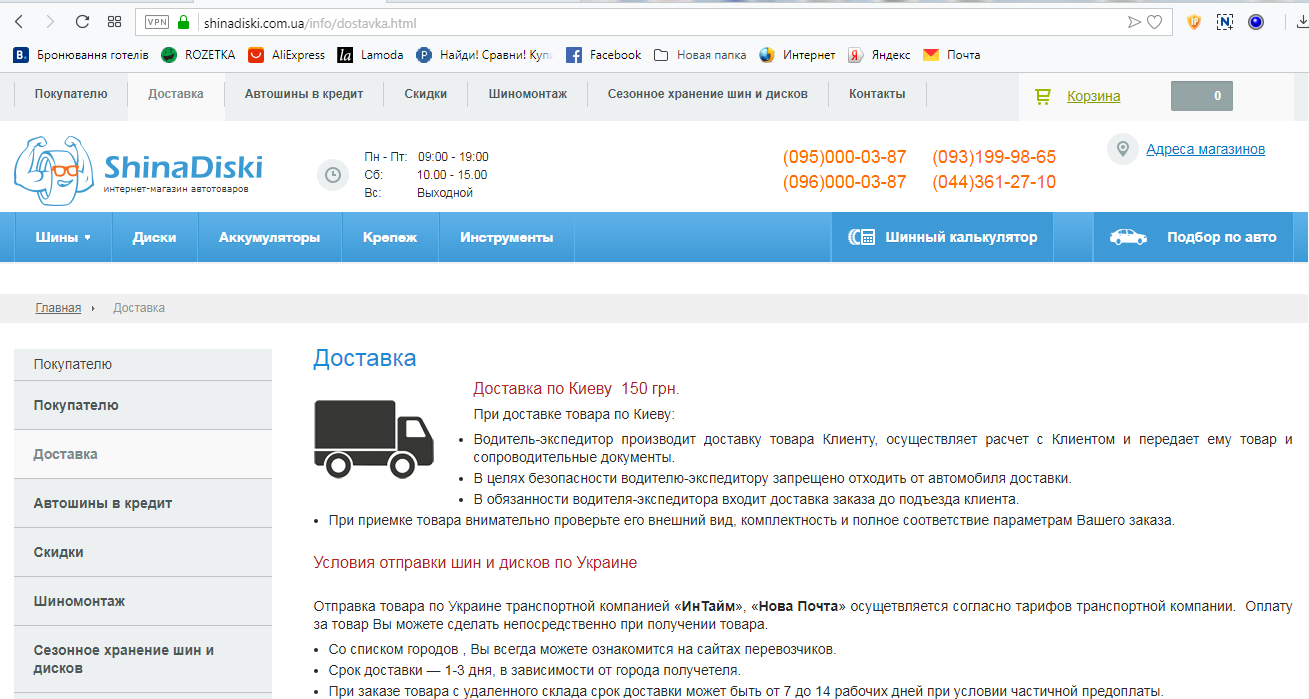 VPN shinadiski.com.ua/info/dostavka.html
B. Бронювання готелів ROZETKA AliExpress la Lamoda P Найди! Сравни! Купи Facebook Новая папка Интернет Я Яндекс Почта
Покупателю Доставка Автошины в кредит Скидки Шиномонтаж Сезонное хранение шин и дисков Контакты Корзина 0
ShinaDiski
интернет-магазин автотоваров
Пн - Пт: 09:00 - 19:00
Сб: 10.00 - 15.00
Вс: Выходной
(095)000-03-87 (093)199-98-65
(096)000-03-87 (044)361-27-10
Адреса магазинов
Шины Диски Аккумуляторы Крепеж Инструменты Шинный калькулятор Подбор по авто
Главная Доставка
Покупателю
Покупателю
Доставка
Автошины в кредит
Скидки
Шиномонтаж
Сезонное хранение шин и
дисков
Доставка
Доставка по Киеву 150 грн.
При доставке товара по Киеву:
• Водитель-экспедитор производит доставку товара Клиенту, осуществляет расчет с Клиентом и передает ему товар и
сопроводительные документы.
• В целях безопасности водителю-экспедитору запрещено отходить от автомобиля доставки.
• В обязанности водителя-экспедитора входит доставка заказа до подъезда клиента.
• При приемке товара внимательно проверьте его внешний вид, комплектность и полное соответствие параметрам Вашего заказа.
Условия отправки шин и дисков по Украине
Отправка товара по Украине транспортной компанией «ИнТайм», «Нова Почта» осущетвляется согласно тарифов транспортной компании. Оплату
за товар Вы можете сделать непосредственно при получении товара.
• Со списком городов , Вы всегда можете ознакомится на сайтах перевозчиков.
• Срок доставки — 1-3 дня, в зависимости от города получетеля.
• При заказе товара с удаленного склада срок доставки может быть от 7 до 14 рабочих дней при условии частичной предоплаты.